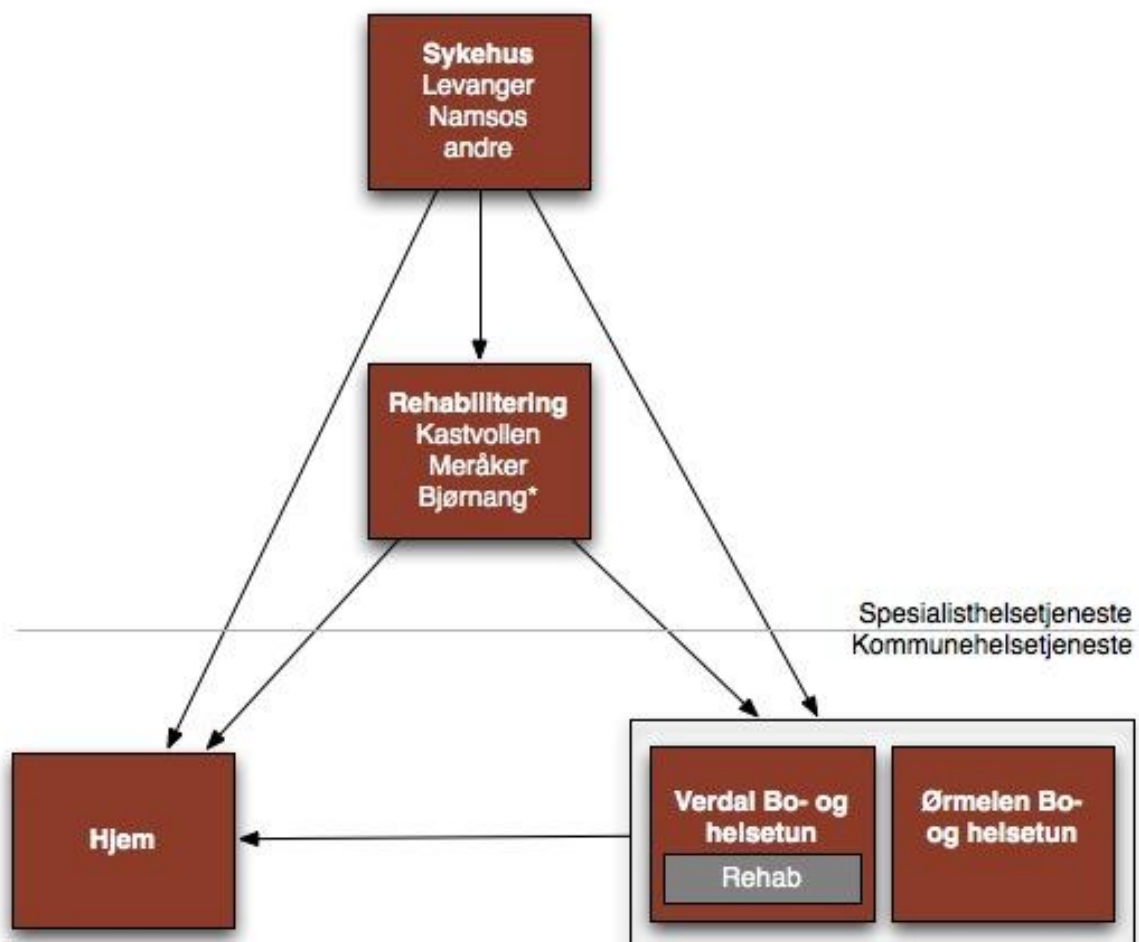 Sykehus
Levanger
Namsos
andre
Rehabilitering
Kastvollen
Meråker
Bjørnang*
Spesialisthelsetjeneste
Kommunehelsetjeneste
Hjem
Verdal Bo- og
helsetun
Rehab
Ørmelen Bo-
og helsetun